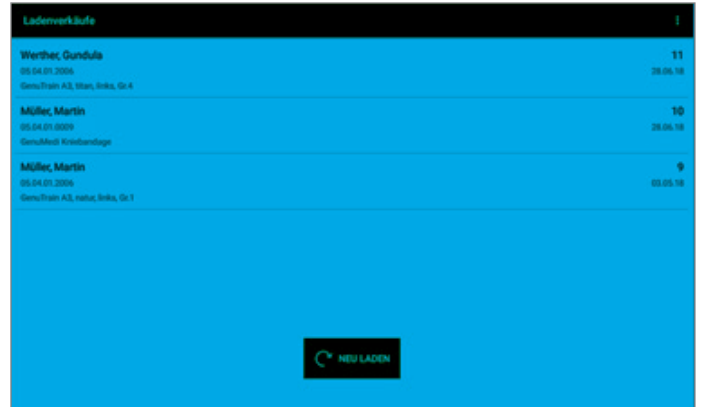 Ladenverkäufe
Werther, Gundula 11
05.04.01.2006 28.06.18
GenuTrain A3, titan, links, Gr.4
Müller, Martin 10
05.04.01.0009 28.06.18
GenuMedi Kniebandage
Müller, Martin 9
05.04.01.2006 03.05.18
GenuTrain A3, natur, links, Gr.1
NEU LADEN